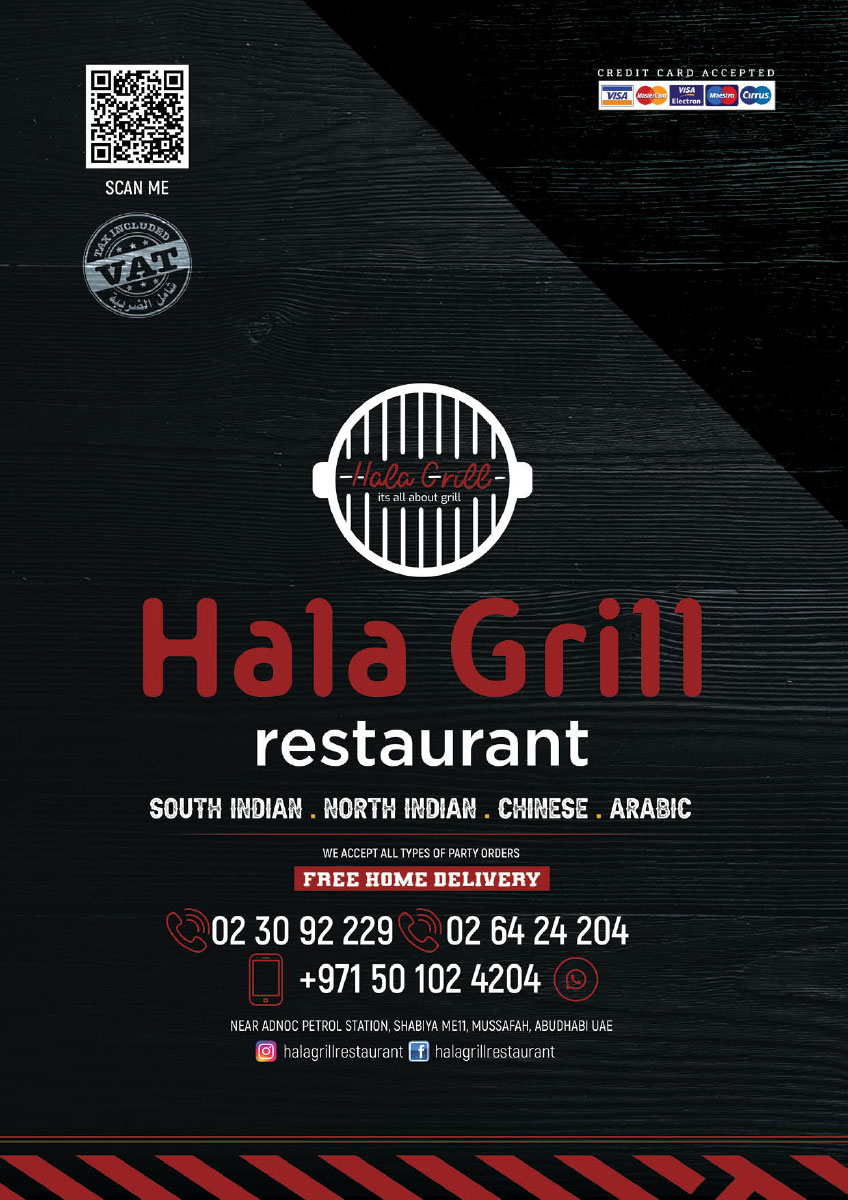 CREDIT CARD ACCEPTED
VISA MasterCard VISA Electron Maestro Cirrus
SCAN ME
TAX INCLUDED
VAT
شامل الضريبة
Hala Grill
its all about grill
Hala Grill
restaurant
SOUTH INDIAN . NORTH INDIAN . CHINESE . ARABIC
WE ACCEPT ALL TYPES OF PARTY ORDERS
FREE HOME DELIVERY
02 30 92 229 02 64 24 204
+971 50 102 4204
NEAR ADNOC PETROL STATION, SHABIYA ME11, MUSSAFAH, ABUDHABI UAE
halagrillrestaurant f halagrillrestaurant